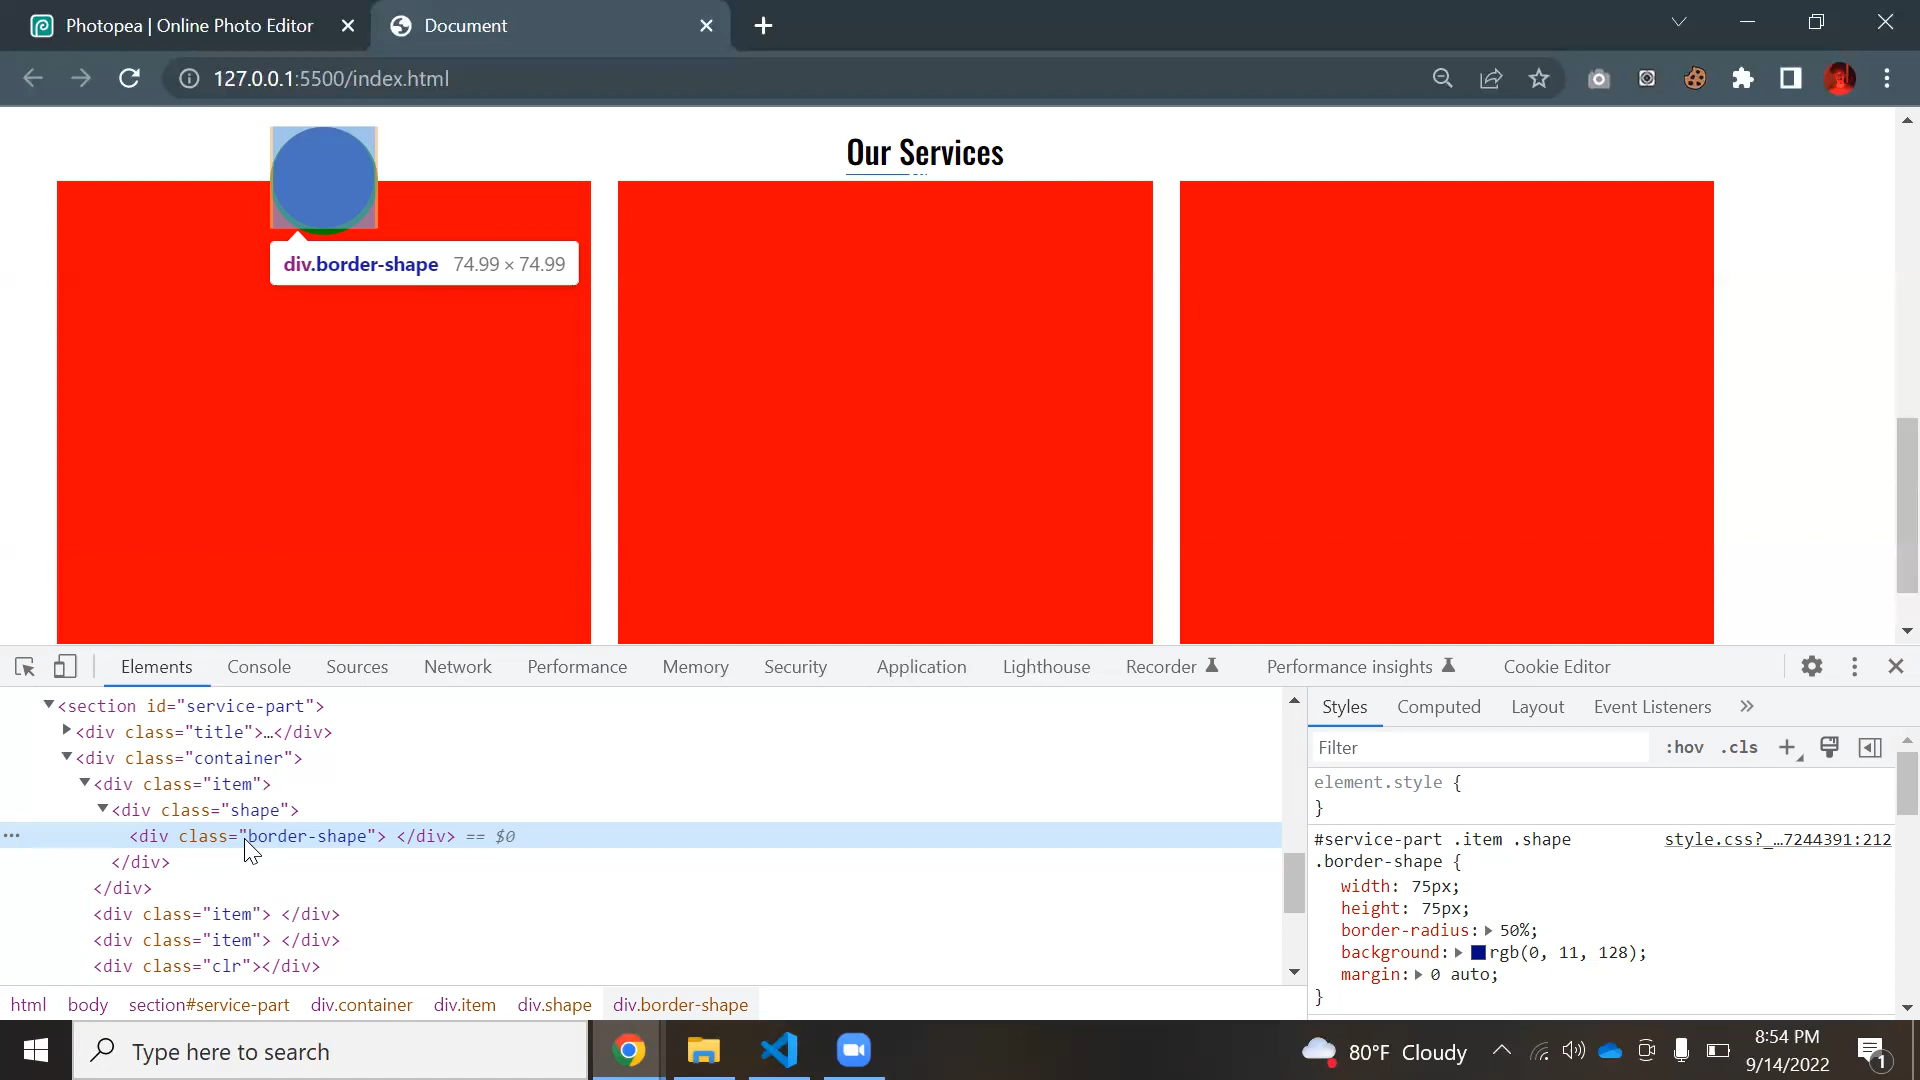 Photopea | Online Photo Editor
Document
127.0.0.1:5500/index.html
Our Services
div.border-shape 74.99 × 74.99
Elements Console Sources Network Performance Memory Security Application Lighthouse Recorder Performance insights Cookie Editor
<section id="service-part">
<div class="title">…</div>
<div class="container">
<div class="item">
<div class="shape">
<div class="border-shape"> </div> == $0
</div>
</div>
<div class="item"> </div>
<div class="item"> </div>
<div class="clr"></div>
html body section#service-part div.container div.item div.shape div.border-shape
Styles Computed Layout Event Listeners
Filter :hov .cls
element.style {
}
#service-part .item .shape style.css?_…7244391:212
.border-shape {
width: 75px;
height: 75px;
border-radius: 50%;
background: rgb(0, 11, 128);
margin: 0 auto;
}
Type here to search
80°F Cloudy
8:54 PM
9/14/2022
1